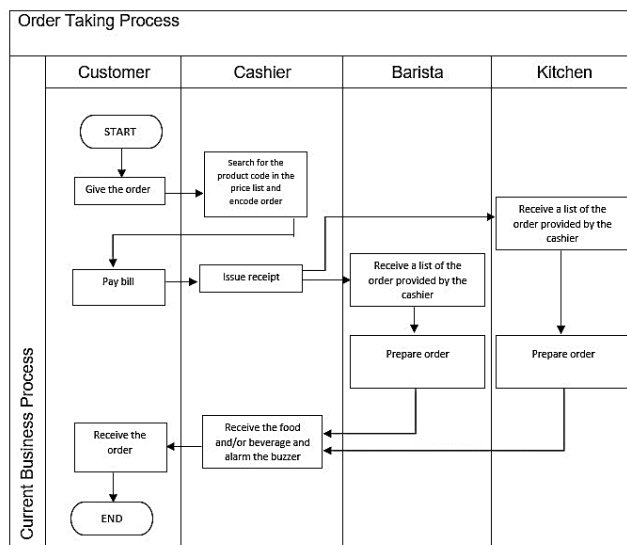 Order Taking Process
Current Business Process
Customer
Cashier
Barista
Kitchen
START
Give the order
Search for the
product code in the
price list and
encode order
Receive a list of the
order provided by the
cashier
Pay bill
Issue receipt
Receive a list of the
order provided by the
cashier
Prepare order
Prepare order
Receive the
order
Receive the food
and/or beverage and
alarm the buzzer
END